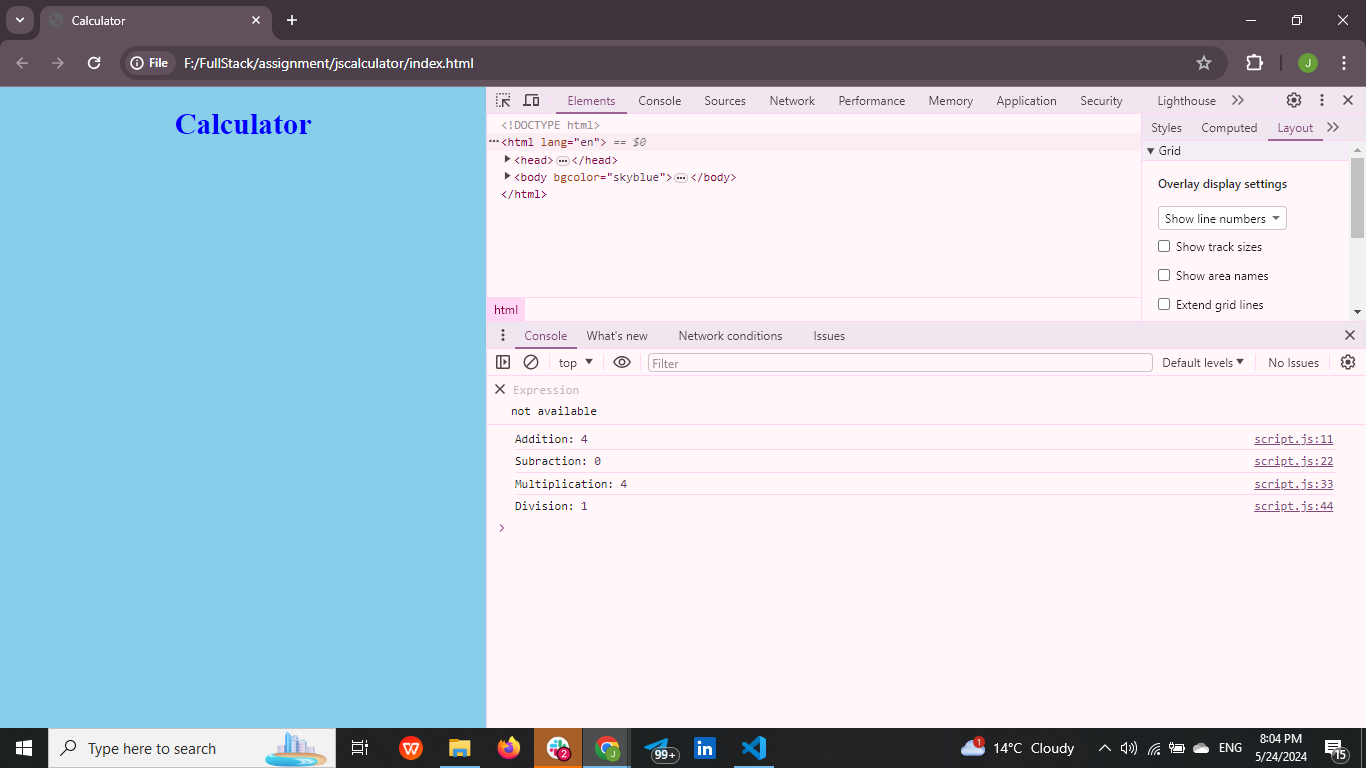 Calculator
File F:/FullStack/assignment/jscalculator/index.html
J
Calculator
Elements Console Sources Network Performance Memory Application Security Lighthouse
<!DOCTYPE html>
<html lang="en"> == $0
<head>…</head>
<body bgcolor="skyblue">…</body>
</html>
html
Styles Computed Layout
Grid
Overlay display settings
Show line numbers
Show track sizes
Show area names
Extend grid lines
Console What's new Network conditions Issues
top Filter Default levels No Issues
Expression
not available
Addition: 4 script.js:11
Subraction: 0 script.js:22
Multiplication: 4 script.js:33
Division: 1 script.js:44
Type here to search
W
2
J
99+
in
1
14°C Cloudy
ENG
8:04 PM
5/24/2024
15